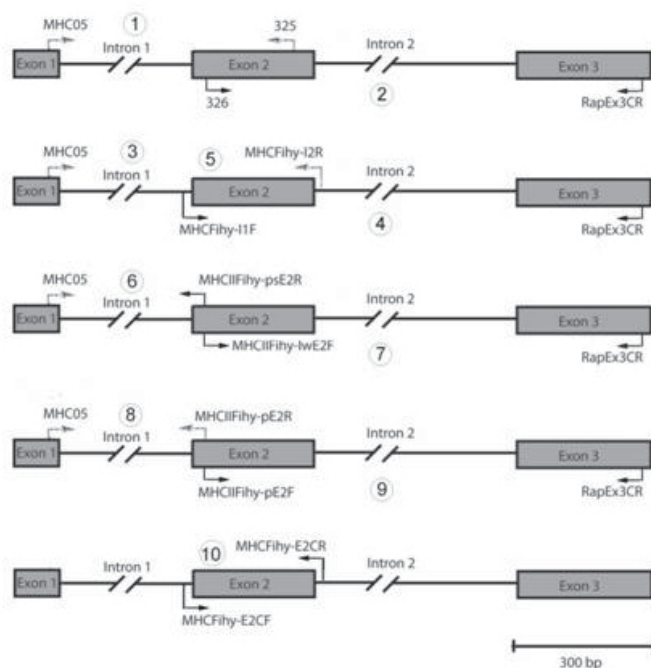 MHC05 ① 325
Exon 1 Intron 1 Exon 2 Intron 2 Exon 3
326 ② RapEx3CR
MHC05 ③ ⑤ MHCFihy-I2R
Exon 1 Intron 1 Exon 2 Intron 2 Exon 3
MHCFihy-I1F ④ RapEx3CR
MHC05 ⑥ MHCIIFihy-psE2R
Exon 1 Intron 1 Exon 2 Intron 2 Exon 3
MHCIIFihy-IwE2F ⑦ RapEx3CR
MHC05 ⑧ MHCIIFihy-pE2R
Exon 1 Intron 1 Exon 2 Intron 2 Exon 3
MHCIIFihy-pE2F ⑨ RapEx3CR
⑩ MHCFihy-E2CR
Exon 1 Intron 1 Exon 2 Intron 2 Exon 3
MHCFihy-E2CF
300 bp